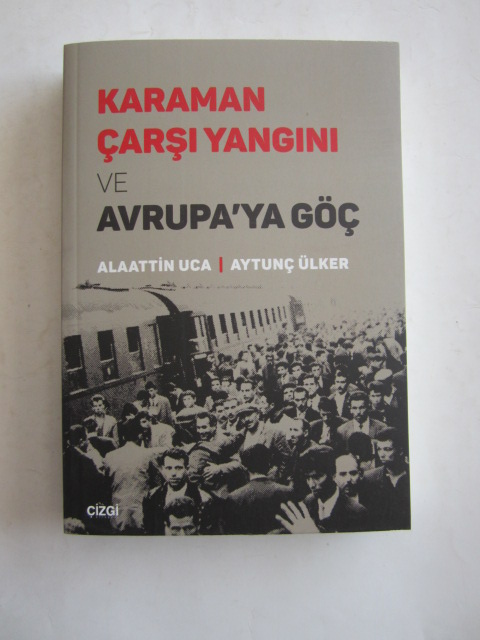 KARAMAN
ÇARŞI YANGINI
VE
AVRUPA'YA GÖÇ
ALAATTİN UCA | AYTUNÇ ÜLKER
ÇİZGİ